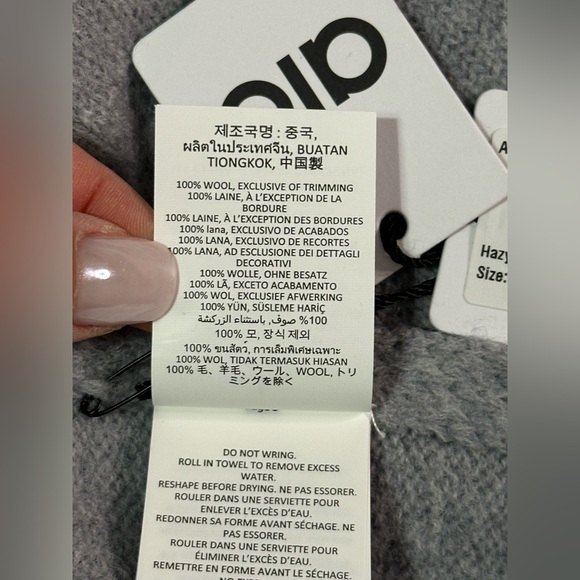 alo
A
Hazy
Size:
제조국명 : 중국,
ผลิตในประเทศจีน, BUATAN
TIONGKOK, 中国製
100% WOOL, EXCLUSIVE OF TRIMMING
100% LAINE, À L'EXCEPTION DE LA
BORDURE
100% LAINE, À L'EXCEPTION DES BORDURES
100% lana, EXCLUSIVO DE ACABADOS
100% LANA, EXCLUSIVO DE RECORTES
100% LANA, AD ESCLUSIONE DEI DETTAGLI
DECORATIVI
100% WOLLE, OHNE BESATZ
100% LÃ, EXCETO ACABAMENTO
100% WOL, EXCLUSIEF AFWERKING
100% YÜN, SÜSLEME HARİÇ
100% صوف, باستثناء الزركشة
100% 모, 장식 제외
100% ขนสัตว์, การเล็มพิเศษเฉพาะ
100% WOL, TIDAK TERMASUK HIASAN
100% 毛、羊毛、ウール、WOOL, トリ
ミングを除く
DO NOT WRING.
ROLL IN TOWEL TO REMOVE EXCESS
WATER.
RESHAPE BEFORE DRYING. NE PAS ESSORER.
ROULER DANS UNE SERVIETTE POUR
ENLEVER L'EXCÈS D'EAU.
REDONNER SA FORME AVANT SÉCHAGE. NE
PAS ESSORER.
ROULER DANS UNE SERVIETTE POUR
ÉLIMINER L'EXCÈS D'EAU.
REMETTRE EN FORME AVANT LE SÉCHAGE.